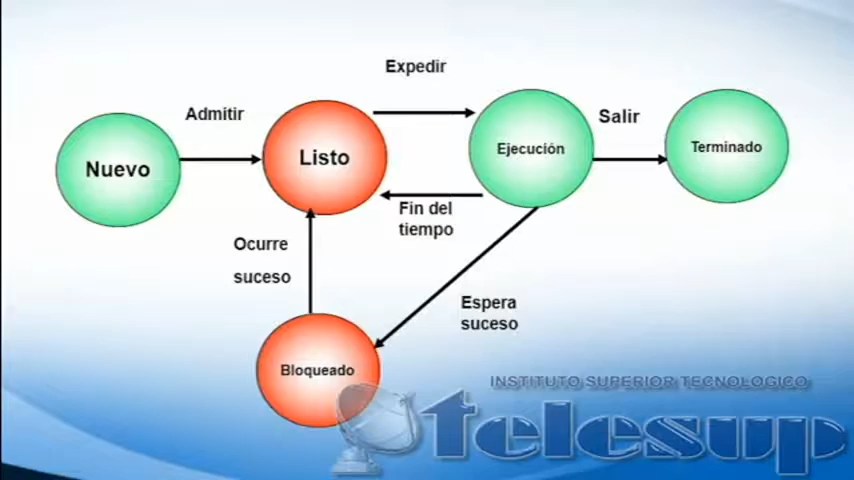 Expedir
Admitir
Salir
Nuevo
Listo
Ejecución
Terminado
Fin del
tiempo
Ocurre
suceso
Espera
suceso
Bloqueado
INSTITUTO SUPERIOR TECNOLOGICO
telesup